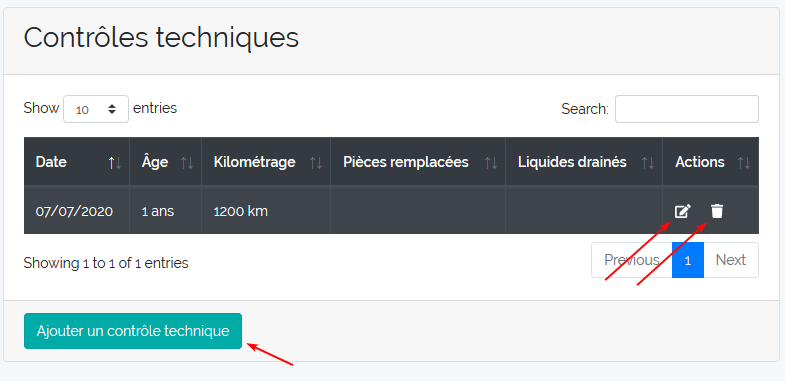 Contrôles techniques
Show 10 entries Search:
Date Âge Kilométrage Pièces remplacées Liquides drainés Actions
07/07/2020 1 ans 1200 km
Showing 1 to 1 of 1 entries Previous 1 Next
Ajouter un contrôle technique